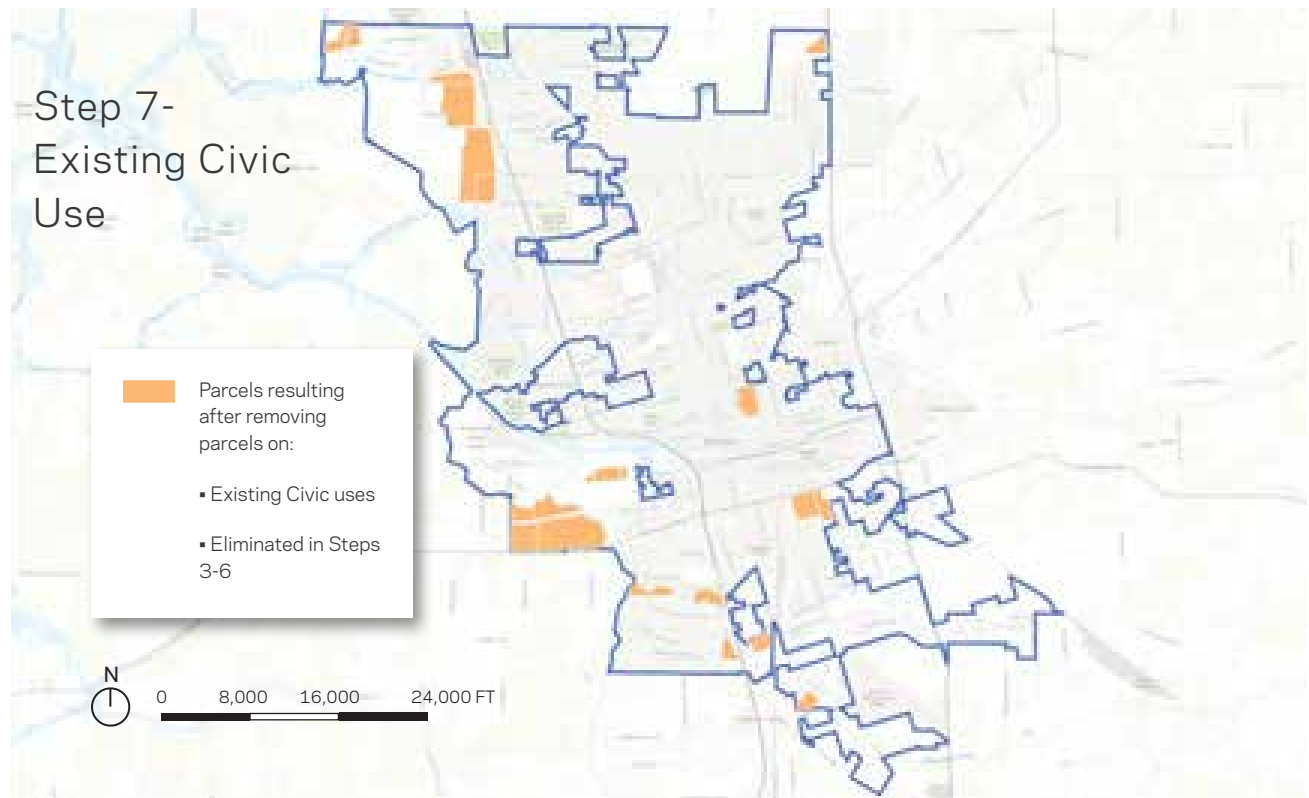 Step 7-
Existing Civic
Use
Parcels resulting
after removing
parcels on:
▪ Existing Civic uses
▪ Eliminated in Steps
3-6
N
0 8,000 16,000 24,000 FT